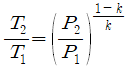 T₂/T₁ = (P₂/P₁)^((1 − k)/k)